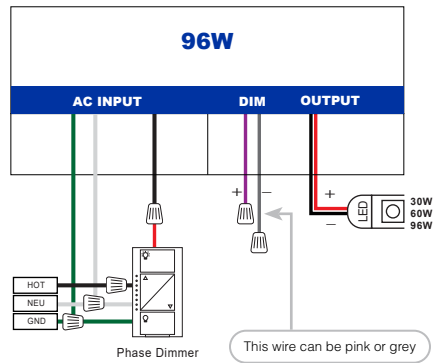 96W
AC INPUT
DIM
OUTPUT
+
−
+
−
LED
30W
60W
96W
HOT
NEU
GND
Phase Dimmer
This wire can be pink or grey